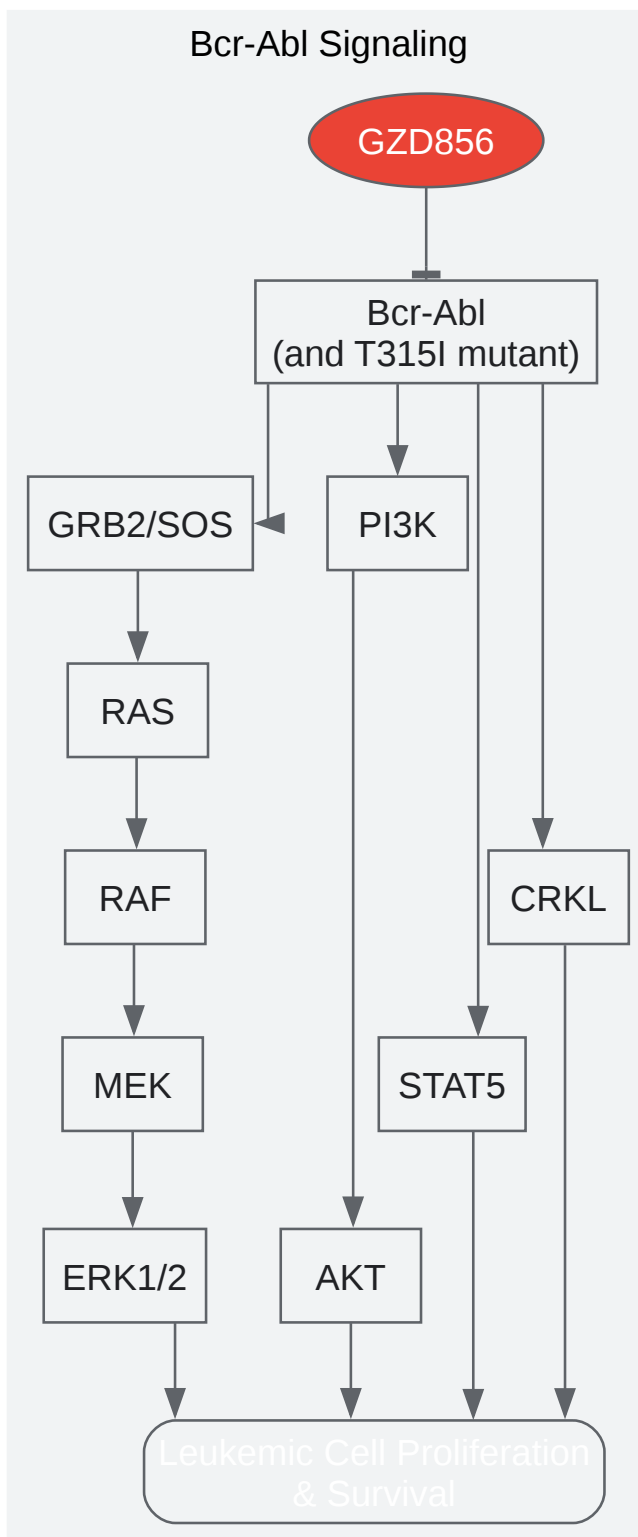 Bcr-Abl Signaling
GZD856
Bcr-Abl
(and T315I mutant)
GRB2/SOS
PI3K
RAS
RAF
CRKL
MEK
STAT5
ERK1/2
AKT
Leukemic Cell Proliferation
& Survival